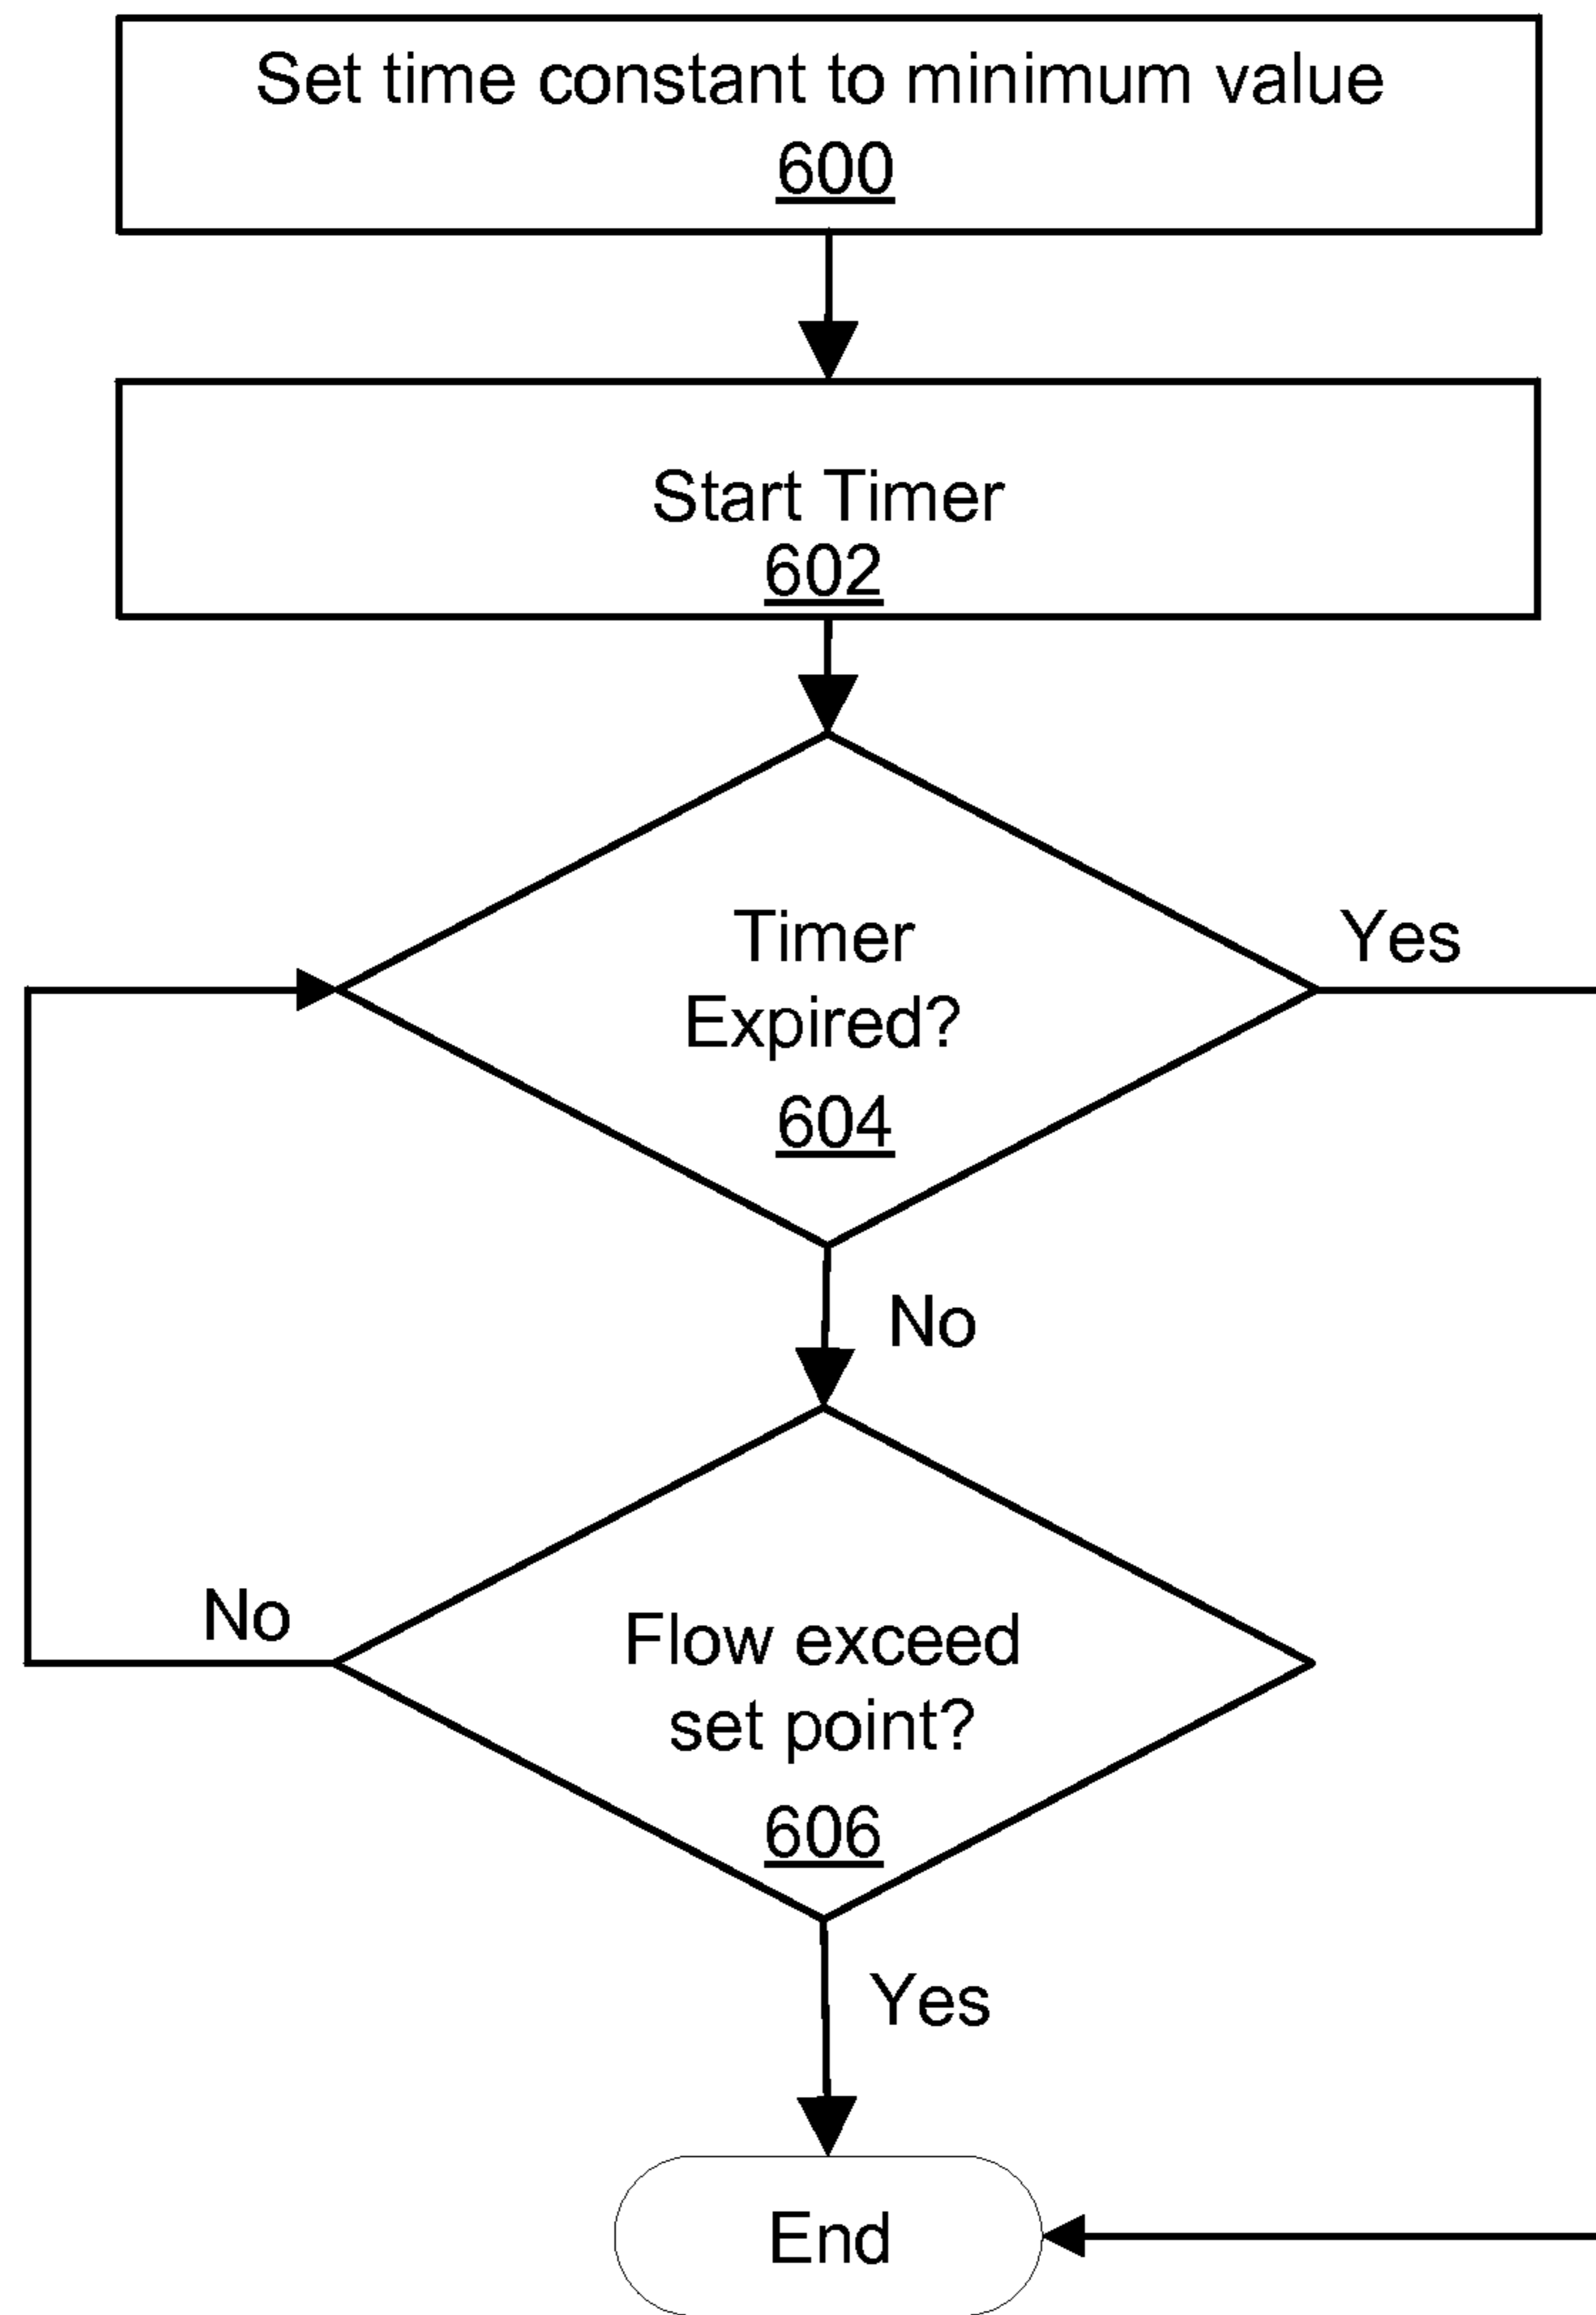 Set time constant to minimum value
600
Start Timer
602
Timer
Expired?
604
Yes
No
Flow exceed
set point?
606
No
Yes
End